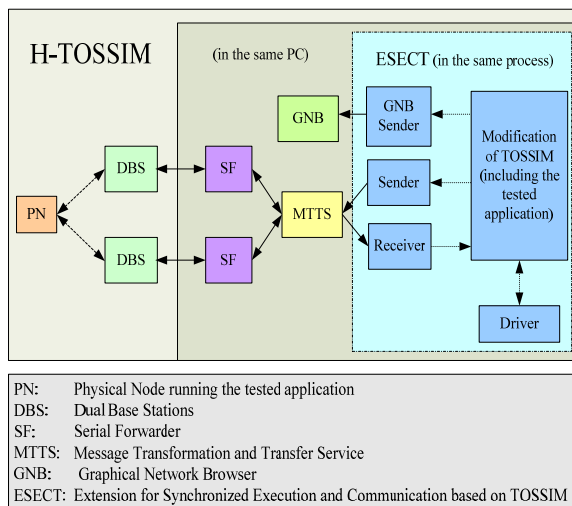 H-TOSSIM
(in the same PC)
ESECT (in the same process)
GNB
GNB
Sender
Modification
of TOSSIM
(including the
tested
application)
DBS
SF
Sender
PN
MTTS
Receiver
DBS
SF
Driver
PN: Physical Node running the tested application
DBS: Dual Base Stations
SF: Serial Forwarder
MTTS: Message Transformation and Transfer Service
GNB: Graphical Network Browser
ESECT: Extension for Synchronized Execution and Communication based on TOSSIM